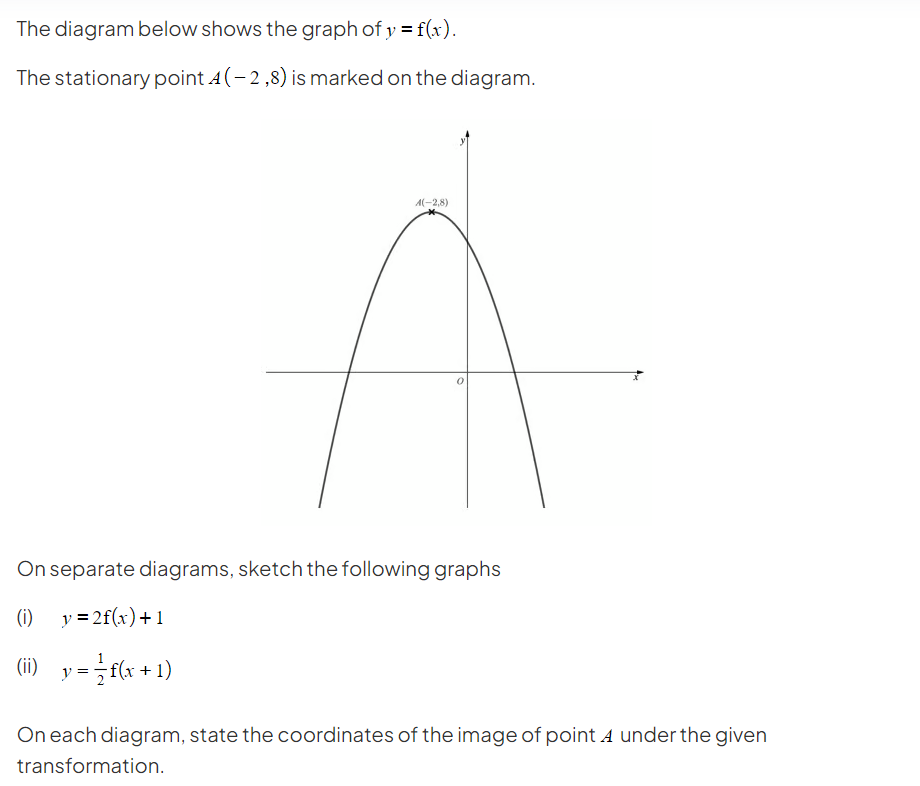 The diagram below shows the graph of y = f(x).
The stationary point A(−2,8) is marked on the diagram.
y
A(−2,8)
O
x
On separate diagrams, sketch the following graphs
(i) y = 2f(x) + 1
(ii) y = 1/2 f(x + 1)
On each diagram, state the coordinates of the image of point A under the given
transformation.